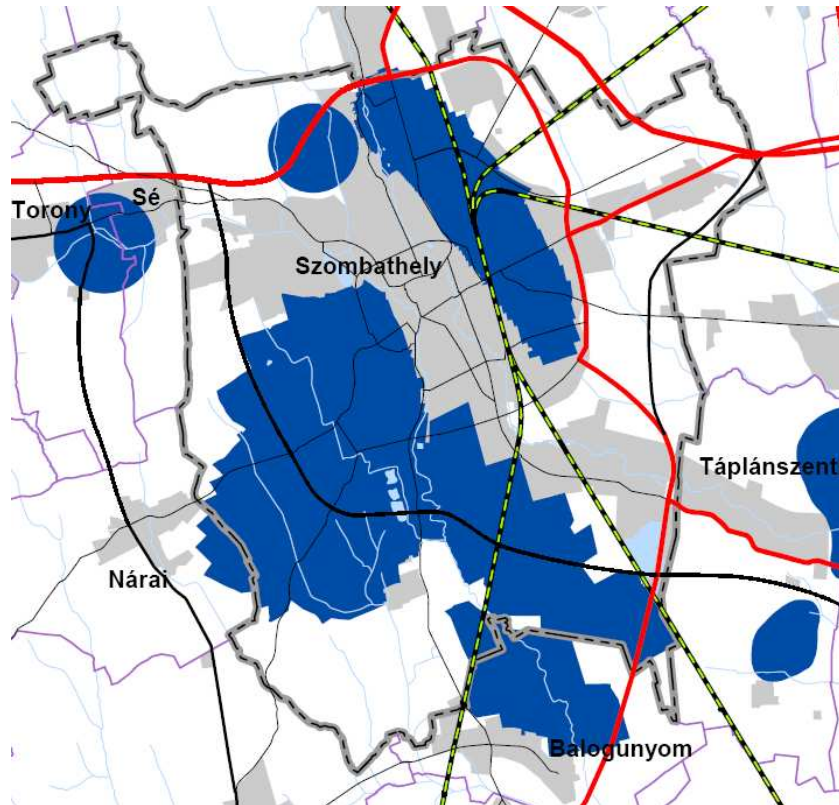 Sé
Torony
Szombathely
Táplánszent
Nárai
Balogunyom